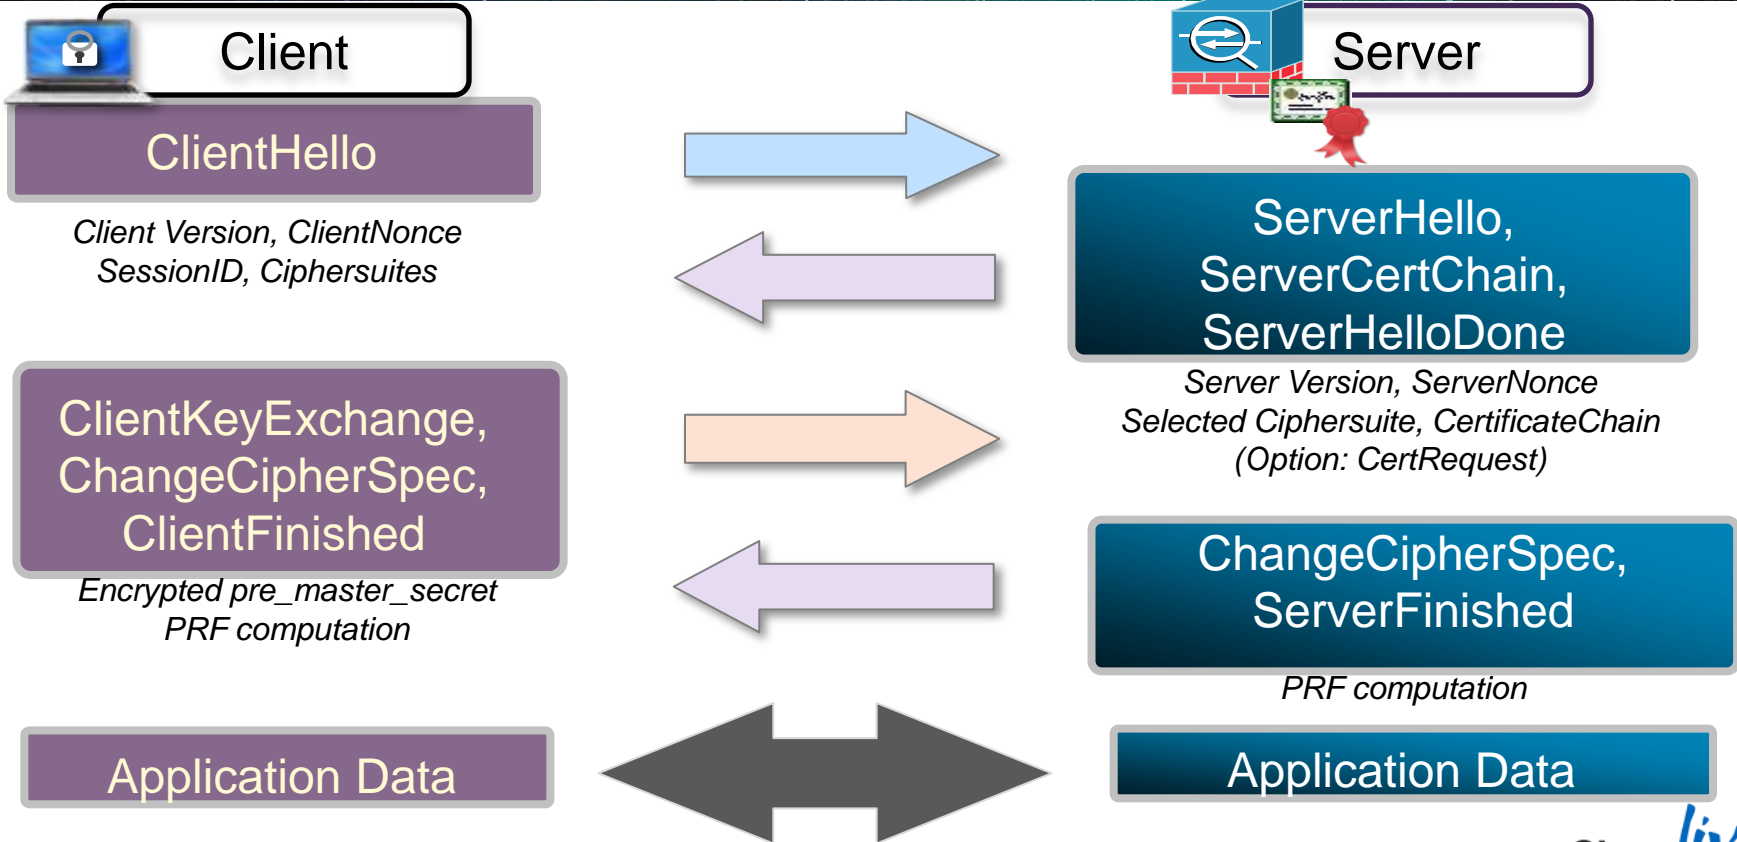 Client
Server
ClientHello
Client Version, ClientNonce
SessionID, Ciphersuites
ServerHello,
ServerCertChain,
ServerHelloDone
Server Version, ServerNonce
Selected Ciphersuite, CertificateChain
(Option: CertRequest)
ClientKeyExchange,
ChangeCipherSpec,
ClientFinished
Encrypted pre_master_secret
PRF computation
ChangeCipherSpec,
ServerFinished
PRF computation
Application Data
Application Data